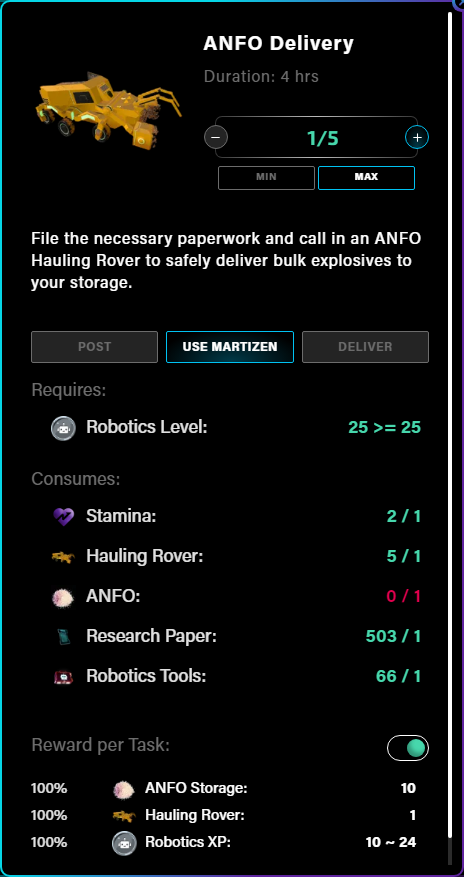 ANFO Delivery
Duration: 4 hrs
− 1/5 +
MIN MAX
File the necessary paperwork and call in an ANFO
Hauling Rover to safely deliver bulk explosives to
your storage.
POST USE MARTIZEN DELIVER
Requires:
Robotics Level: 25 >= 25
Consumes:
Stamina: 2 / 1
Hauling Rover: 5 / 1
ANFO: 0 / 1
Research Paper: 503 / 1
Robotics Tools: 66 / 1
Reward per Task:
100% ANFO Storage: 10
100% Hauling Rover: 1
100% Robotics XP: 10 ~ 24